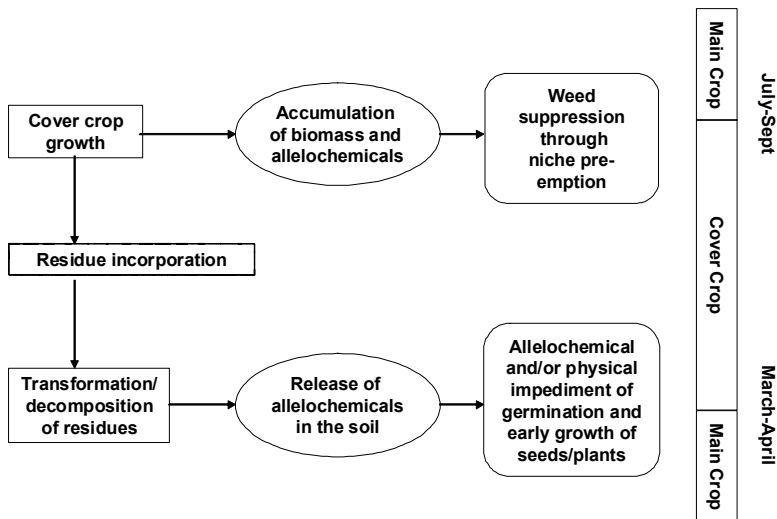 Cover crop
growth
Accumulation
of biomass and
allelochemicals
Weed
suppression
through
niche pre-
emption
Residue incorporation
Transformation/
decomposition
of residues
Release of
allelochemicals
in the soil
Allelochemical
and/or physical
impediment of
germination and
early growth of
seeds/plants
Main Crop
Cover Crop
Main Crop
July-Sept
March-April